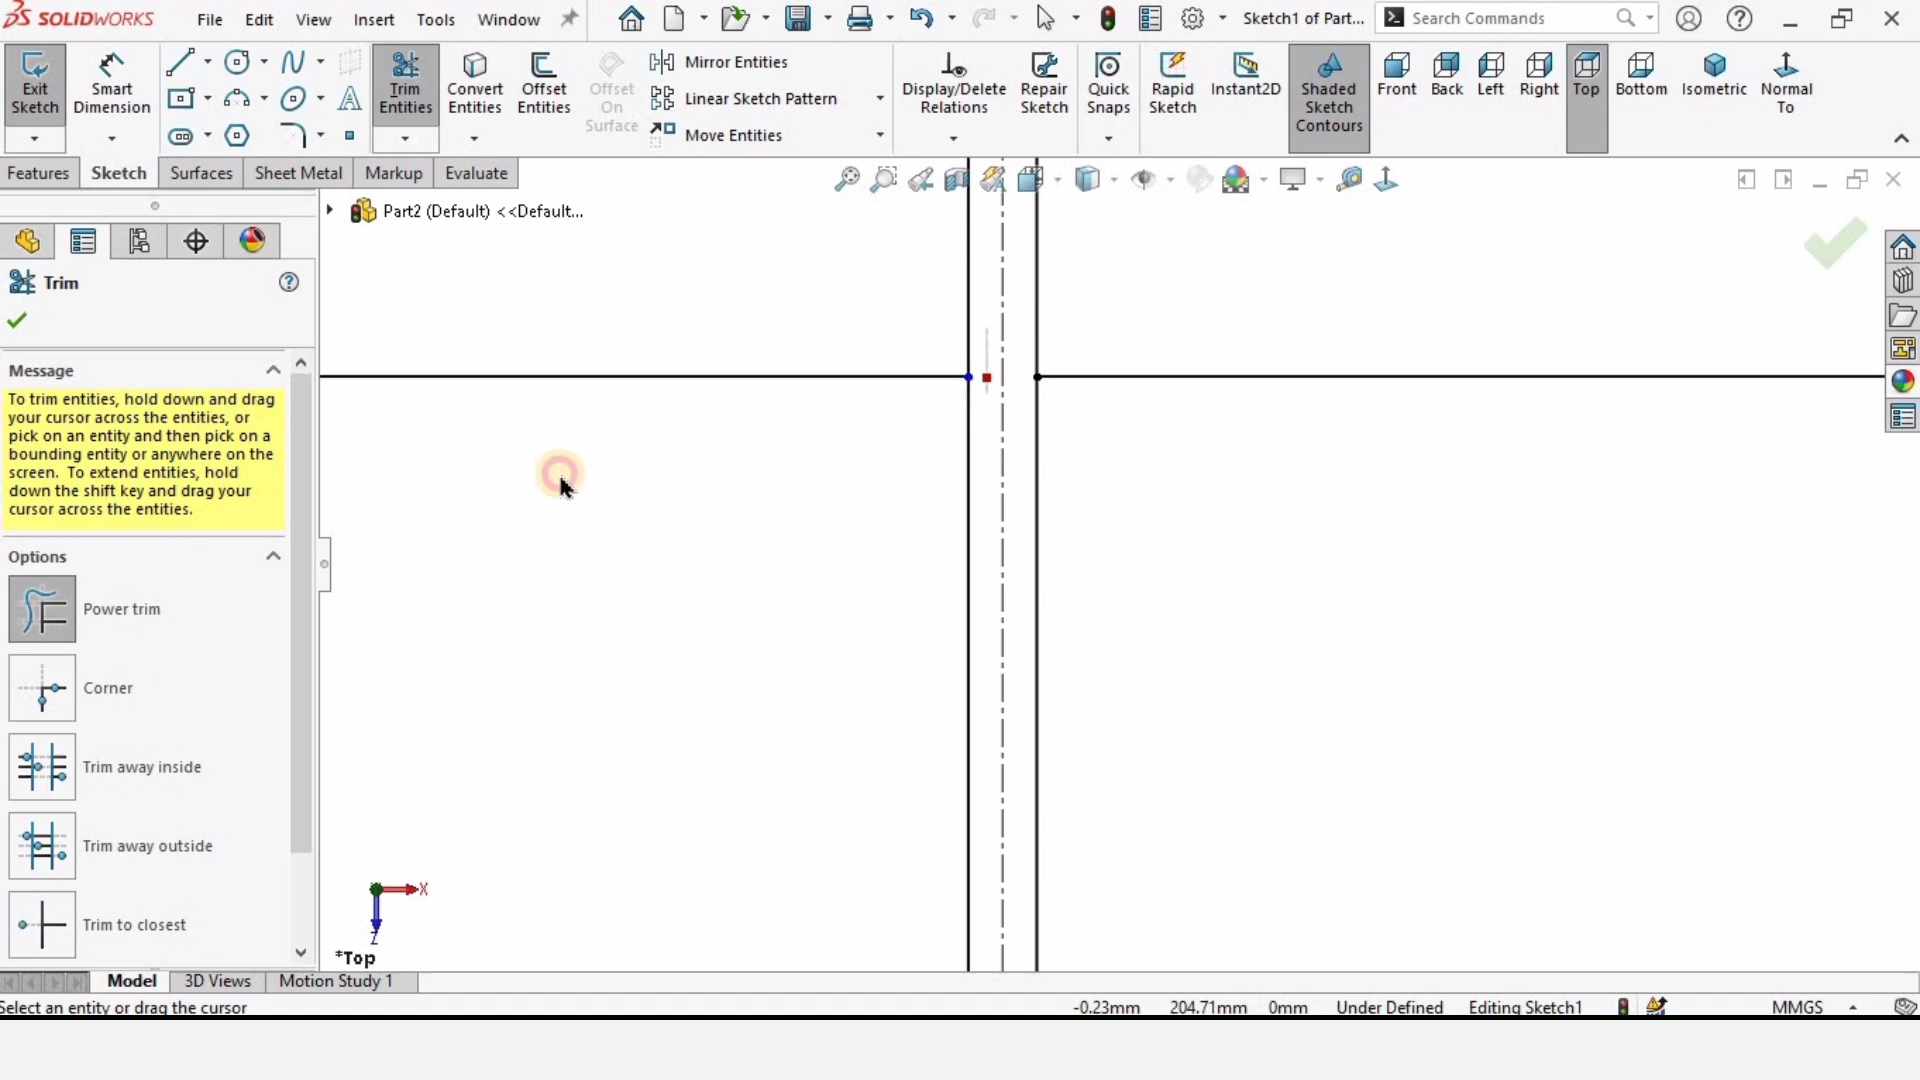 SOLIDWORKS File Edit View Insert Tools Window Sketch1 of Part... Search Commands
Exit Sketch
Smart Dimension
Trim Entities
Convert Entities
Offset Entities
Offset On Surface
Mirror Entities
Linear Sketch Pattern
Move Entities
Display/Delete Relations
Repair Sketch
Quick Snaps
Rapid Sketch
Instant2D
Shaded Sketch Contours
Front Back Left Right Top Bottom Isometric Normal To
Features Sketch Surfaces Sheet Metal Markup Evaluate
Part2 (Default) <<Default...
Trim
Message
To trim entities, hold down and drag
your cursor across the entities, or
pick on an entity and then pick on a
bounding entity or anywhere on the
screen. To extend entities, hold
down the shift key and drag your
cursor across the entities.
Options
Power trim
Corner
Trim away inside
Trim away outside
Trim to closest
X
Z
*Top
Model 3D Views Motion Study 1
Select an entity or drag the cursor -0.23mm 204.71mm 0mm Under Defined Editing Sketch1 MMGS